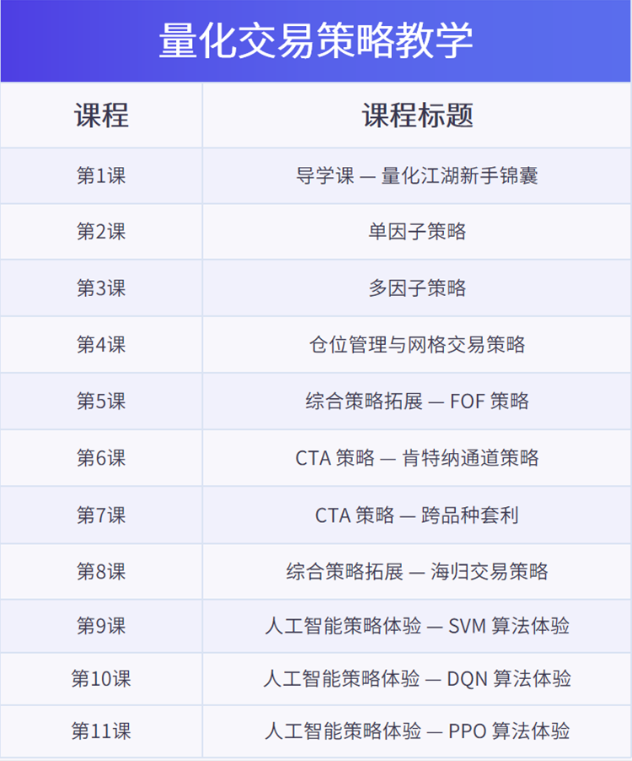 量化交易策略教学
课程 课程标题
第1课 导学课 — 量化江湖新手锦囊
第2课 单因子策略
第3课 多因子策略
第4课 仓位管理与网格交易策略
第5课 综合策略拓展 — FOF 策略
第6课 CTA 策略 — 肯特纳通道策略
第7课 CTA 策略 — 跨品种套利
第8课 综合策略拓展 — 海归交易策略
第9课 人工智能策略体验 — SVM 算法体验
第10课 人工智能策略体验 — DQN 算法体验
第11课 人工智能策略体验 — PPO 算法体验